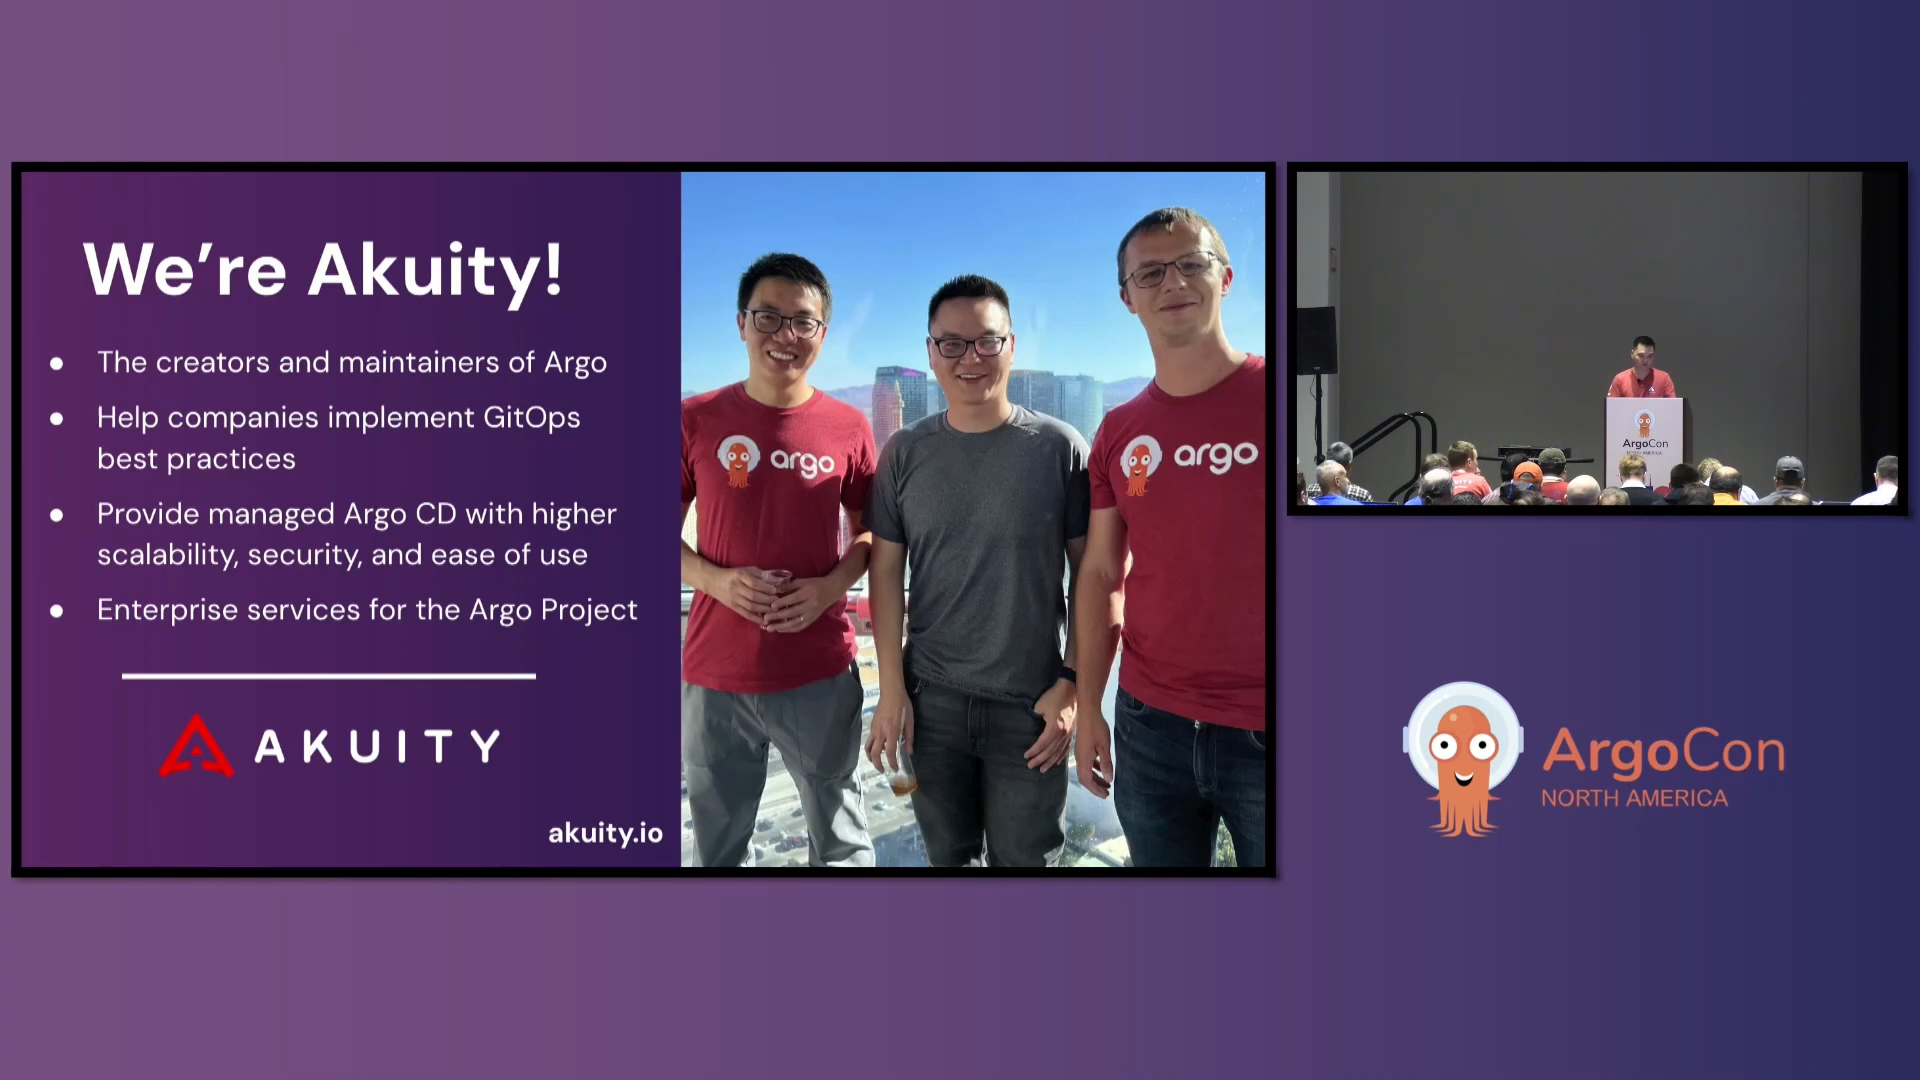 We're Akuity!
The creators and maintainers of Argo
Help companies implement GitOps
best practices
Provide managed Argo CD with higher
scalability, security, and ease of use
Enterprise services for the Argo Project
AKUITY
akuity.io
argo
argo
ArgoCon
NORTH AMERICA
ArgoCon
NORTH AMERICA